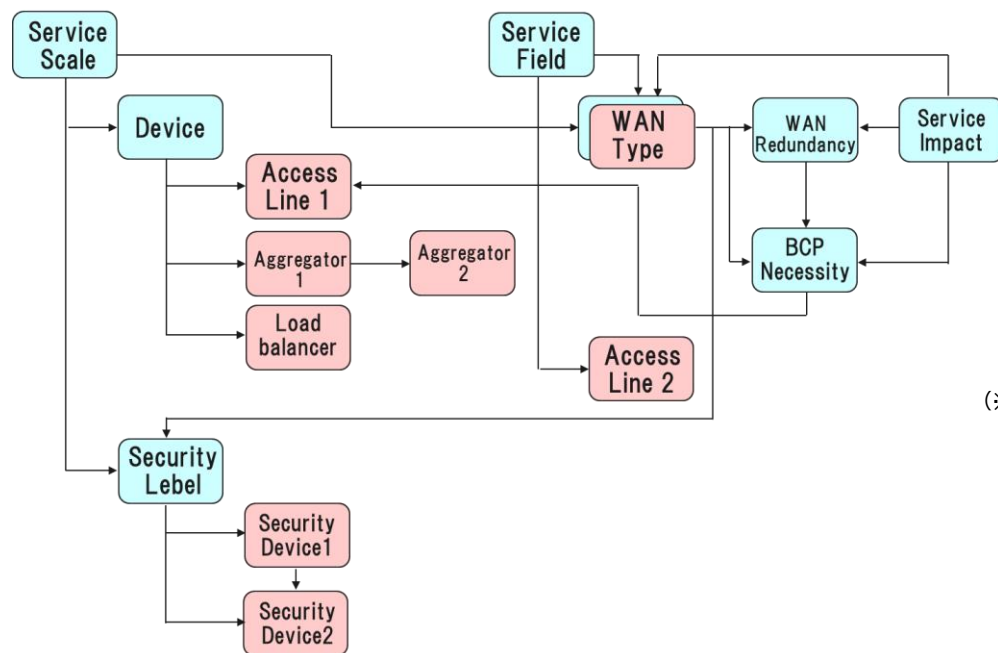 Service
Scale
Service
Field
Device
WAN
Type
WAN
Redundancy
Service
Impact
Access
Line 1
Aggregator
1
Aggregator
2
BCP
Necessity
Load
balancer
Access
Line 2
(※
Security
Lebel
Security
Device1
Security
Device2